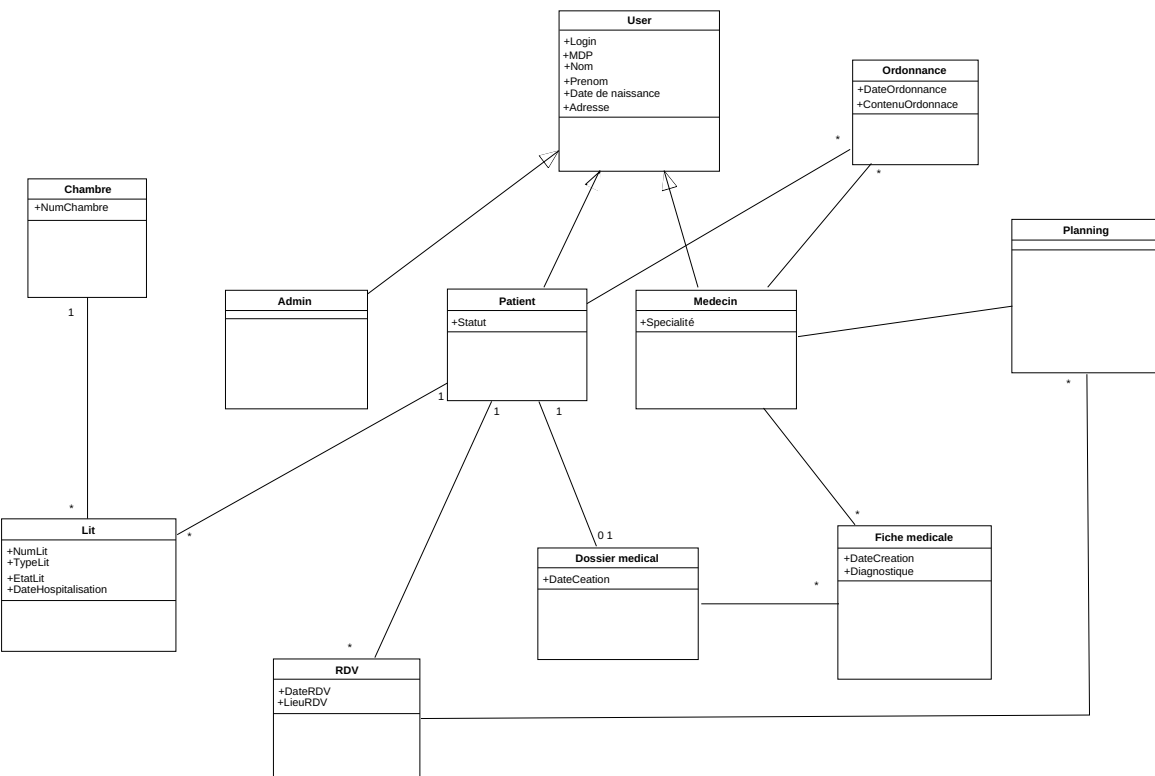 User
+Login
+MDP
+Nom
+Prenom
+Date de naissance
+Adresse
Ordonnance
+DateOrdonnance
+ContenuOrdonnace
*
*
Chambre
+NumChambre
1
Planning
*
Admin
Patient
+Statut
1
1
1
Medecin
+Specialité
*
Lit
+NumLit
+TypeLit
+EtatLit
+DateHospitalisation
*
0 1
Dossier medical
+DateCeation
*
Fiche medicale
+DateCreation
+Diagnostique
*
*
RDV
+DateRDV
+LieuRDV